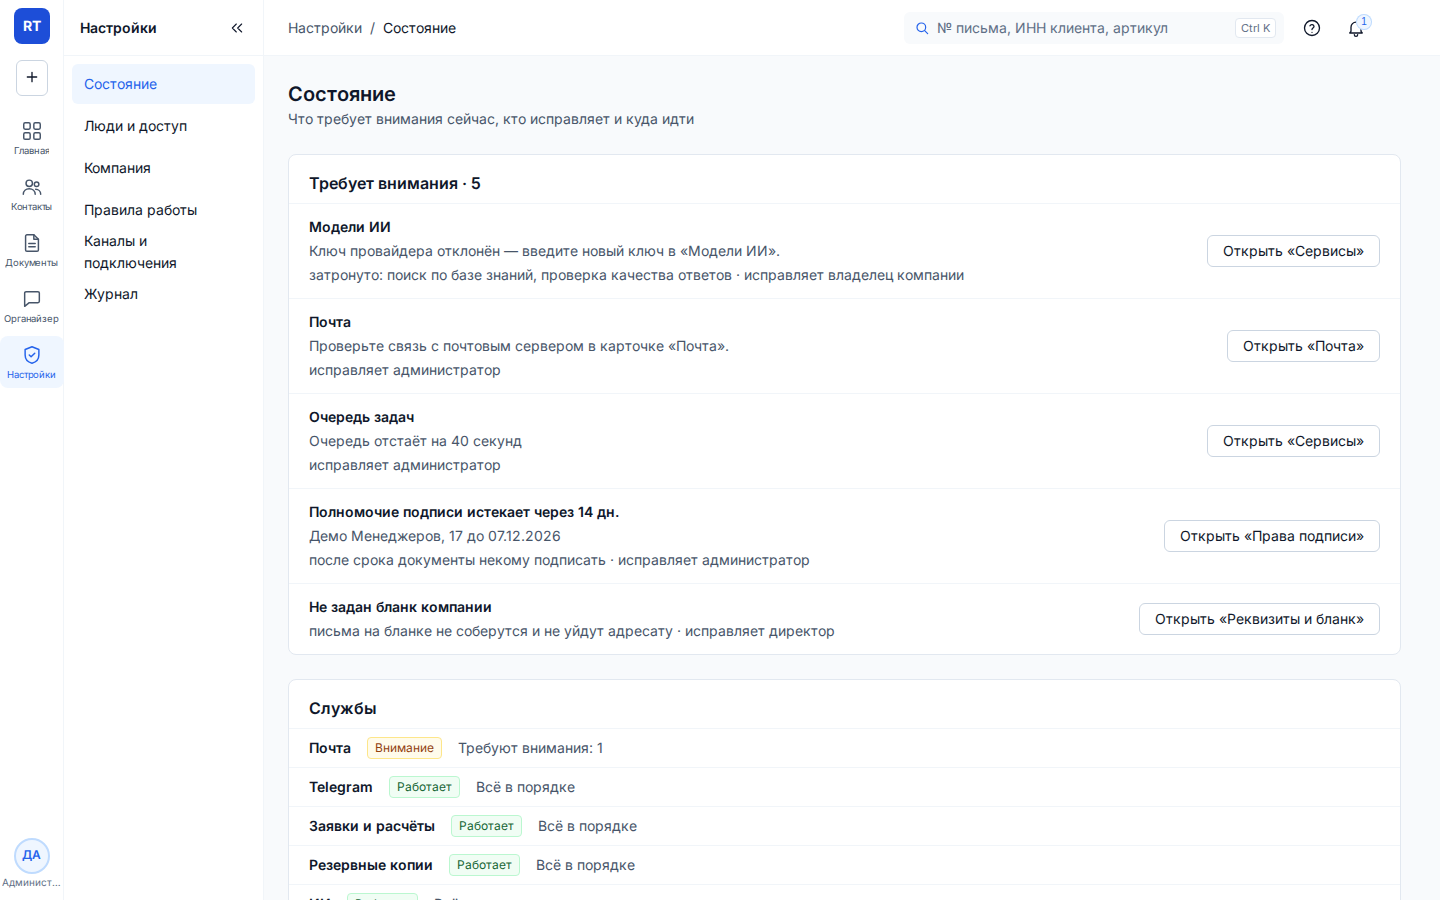 RT
Настройки
Настройки / Состояние
№ письма, ИНН клиента, артикул
Ctrl K
1
Главная
Контакты
Документы
Органайзер
Настройки
ДА
Админист...
Состояние
Люди и доступ
Компания
Правила работы
Каналы и
подключения
Журнал
Состояние
Что требует внимания сейчас, кто исправляет и куда идти
Требует внимания · 5
Модели ИИ
Ключ провайдера отклонён — введите новый ключ в «Модели ИИ».
затронуто: поиск по базе знаний, проверка качества ответов · исправляет владелец компании
Открыть «Сервисы»
Почта
Проверьте связь с почтовым сервером в карточке «Почта».
исправляет администратор
Открыть «Почта»
Очередь задач
Очередь отстаёт на 40 секунд
исправляет администратор
Открыть «Сервисы»
Полномочие подписи истекает через 14 дн.
Демо Менеджеров, 17 до 07.12.2026
после срока документы некому подписать · исправляет администратор
Открыть «Права подписи»
Не задан бланк компании
письма на бланке не соберутся и не уйдут адресату · исправляет директор
Открыть «Реквизиты и бланк»
Службы
Почта Внимание Требуют внимания: 1
Telegram Работает Всё в порядке
Заявки и расчёты Работает Всё в порядке
Резервные копии Работает Всё в порядке